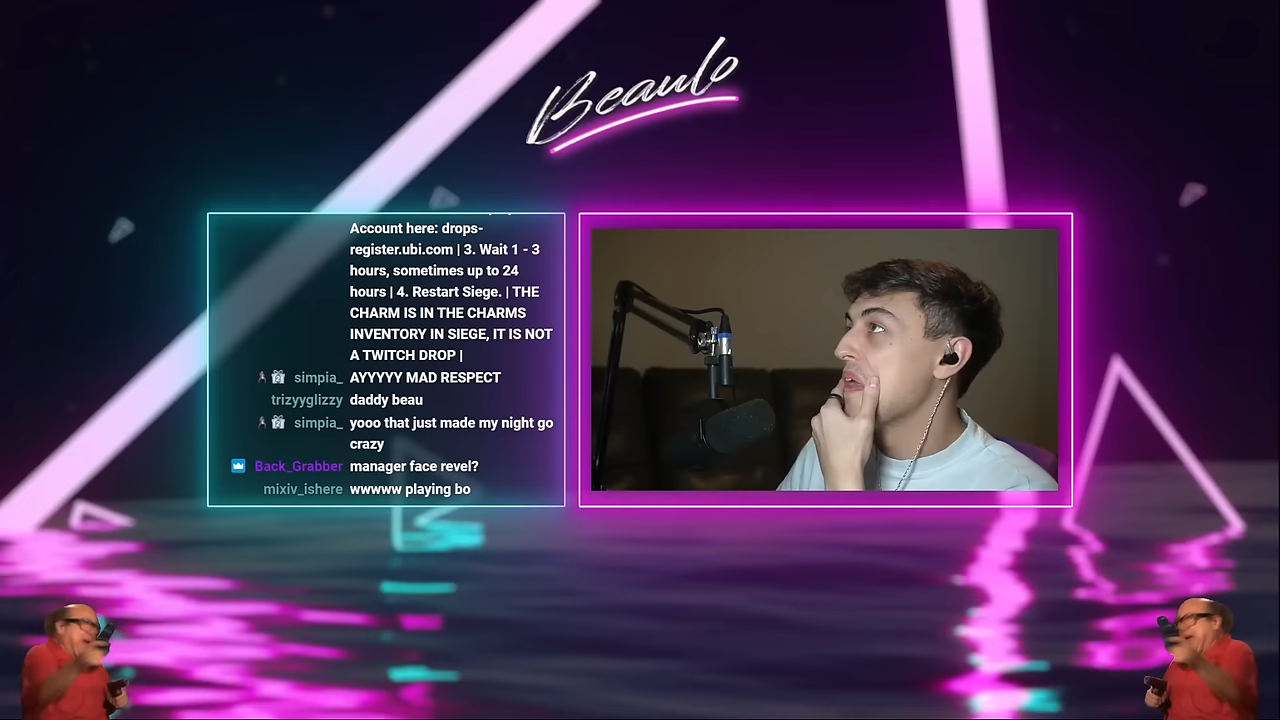 Beaulo
Account here: drops-
register.ubi.com | 3. Wait 1 - 3
hours, sometimes up to 24
hours | 4. Restart Siege. | THE
CHARM IS IN THE CHARMS
INVENTORY IN SIEGE, IT IS NOT
A TWITCH DROP |
simpia_ AYYYYY MAD RESPECT
trizyyglizzy daddy beau
simpia_ yooo that just made my night go
crazy
Back_Grabber manager face revel?
mixiv_ishere wwwww playing bo